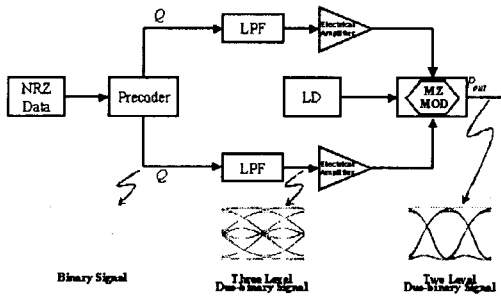 Q
LPF
Electrical
Amplifier
NRZ
Data
Precoder
LD
MZ
MOD
P out
Q
LPF
Electrical
Amplifier
Binary Signal
Three Level
Duo-binary Signal
Two Level
Duo-binary Signal